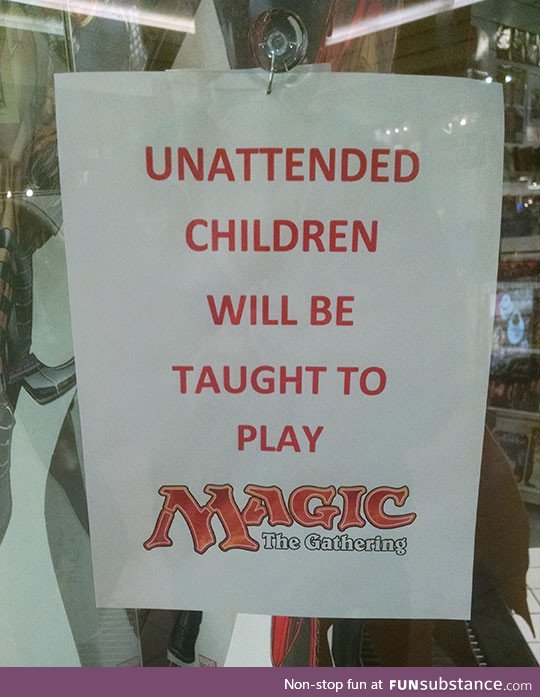 UNATTENDED
CHILDREN
WILL BE
TAUGHT TO
PLAY
MAGIC
The Gathering
Non-stop fun at FUNsubstance.com